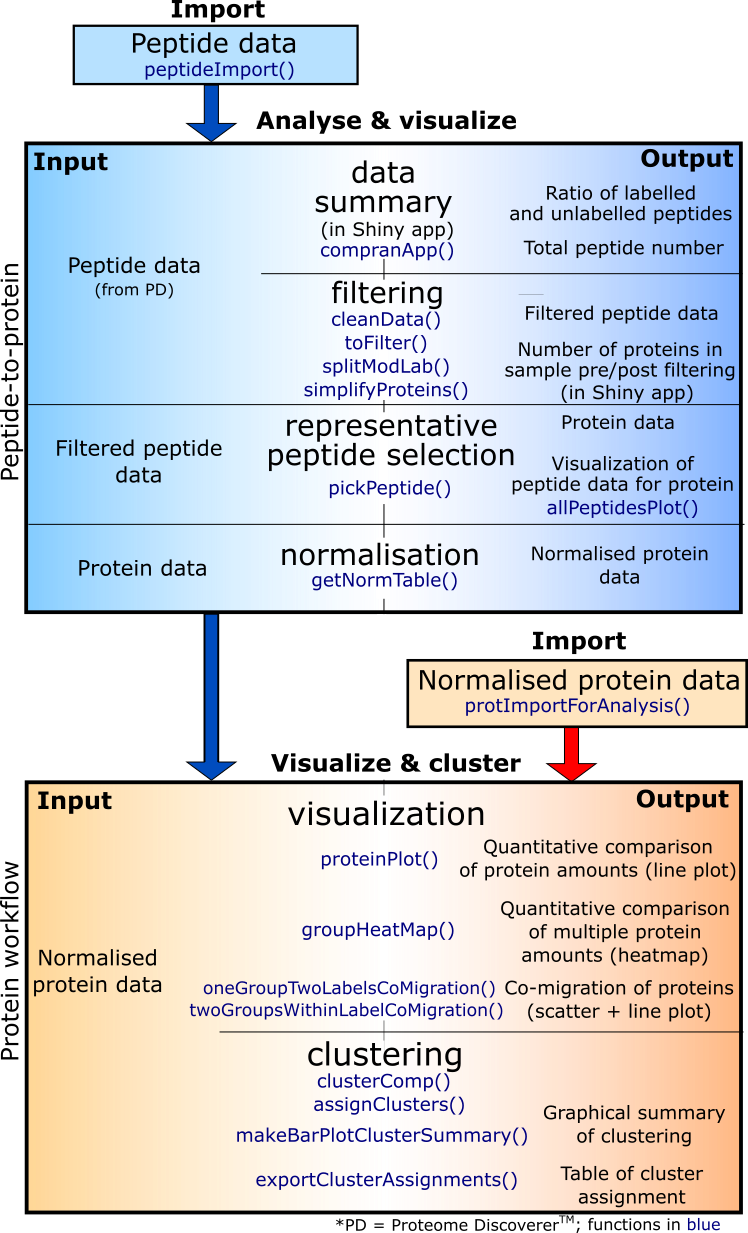 Import
Peptide data
peptideImport()
Analyse & visualize
Peptide-to-protein
Input
Output
data
summary
(in Shiny app)
compranApp()
Ratio of labelled
and unlabelled peptides
Total peptide number
Peptide data
(from PD)
filtering
cleanData()
toFilter()
splitModLab()
simplifyProteins()
Filtered peptide data
Number of proteins in
sample pre/post filtering
(in Shiny app)
Filtered peptide
data
representative
peptide selection
pickPeptide()
Protein data
Visualization of
peptide data for protein
allPeptidesPlot()
Protein data
normalisation
getNormTable()
Normalised protein
data
Import
Normalised protein data
protImportForAnalysis()
Visualize & cluster
Protein workflow
Input
Output
visualization
Normalised
protein data
proteinPlot()
Quantitative comparison
of protein amounts (line plot)
groupHeatMap()
Quantitative comparison
of multiple protein
amounts (heatmap)
oneGroupTwoLabelsCoMigration()
twoGroupsWithinLabelCoMigration()
Co-migration of proteins
(scatter + line plot)
clustering
clusterComp()
assignClusters()
makeBarPlotClusterSummary()
Graphical summary
of clustering
exportClusterAssignments()
Table of cluster
assignment
*PD = Proteome Discoverer™; functions in blue